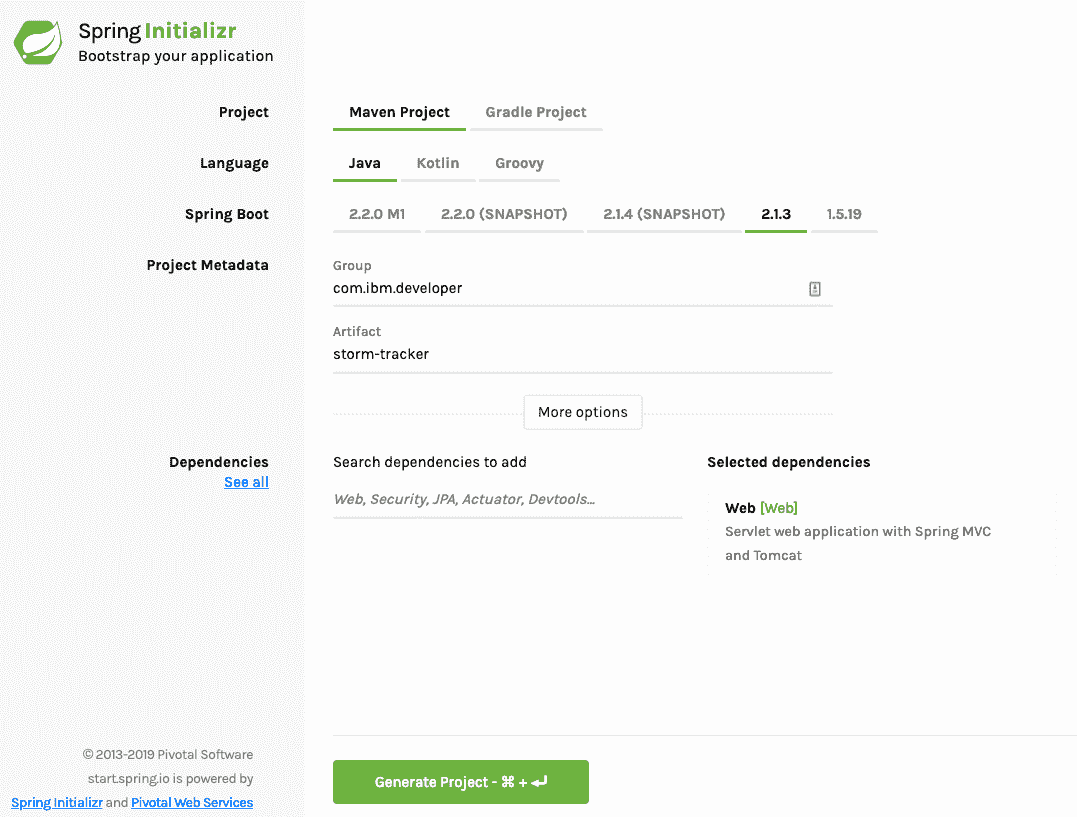 Spring Initializr
Bootstrap your application
Project
Maven Project Gradle Project
Language
Java Kotlin Groovy
Spring Boot
2.2.0 M1 2.2.0 (SNAPSHOT) 2.1.4 (SNAPSHOT) 2.1.3 1.5.19
Project Metadata
Group
com.ibm.developer
Artifact
storm-tracker
More options
Dependencies
See all
Search dependencies to add
Web, Security, JPA, Actuator, Devtools...
Selected dependencies
Web [Web]
Servlet web application with Spring MVC
and Tomcat
© 2013-2019 Pivotal Software
start.spring.io is powered by
Spring Initializr and Pivotal Web Services
Generate Project - ⌘ + ↵